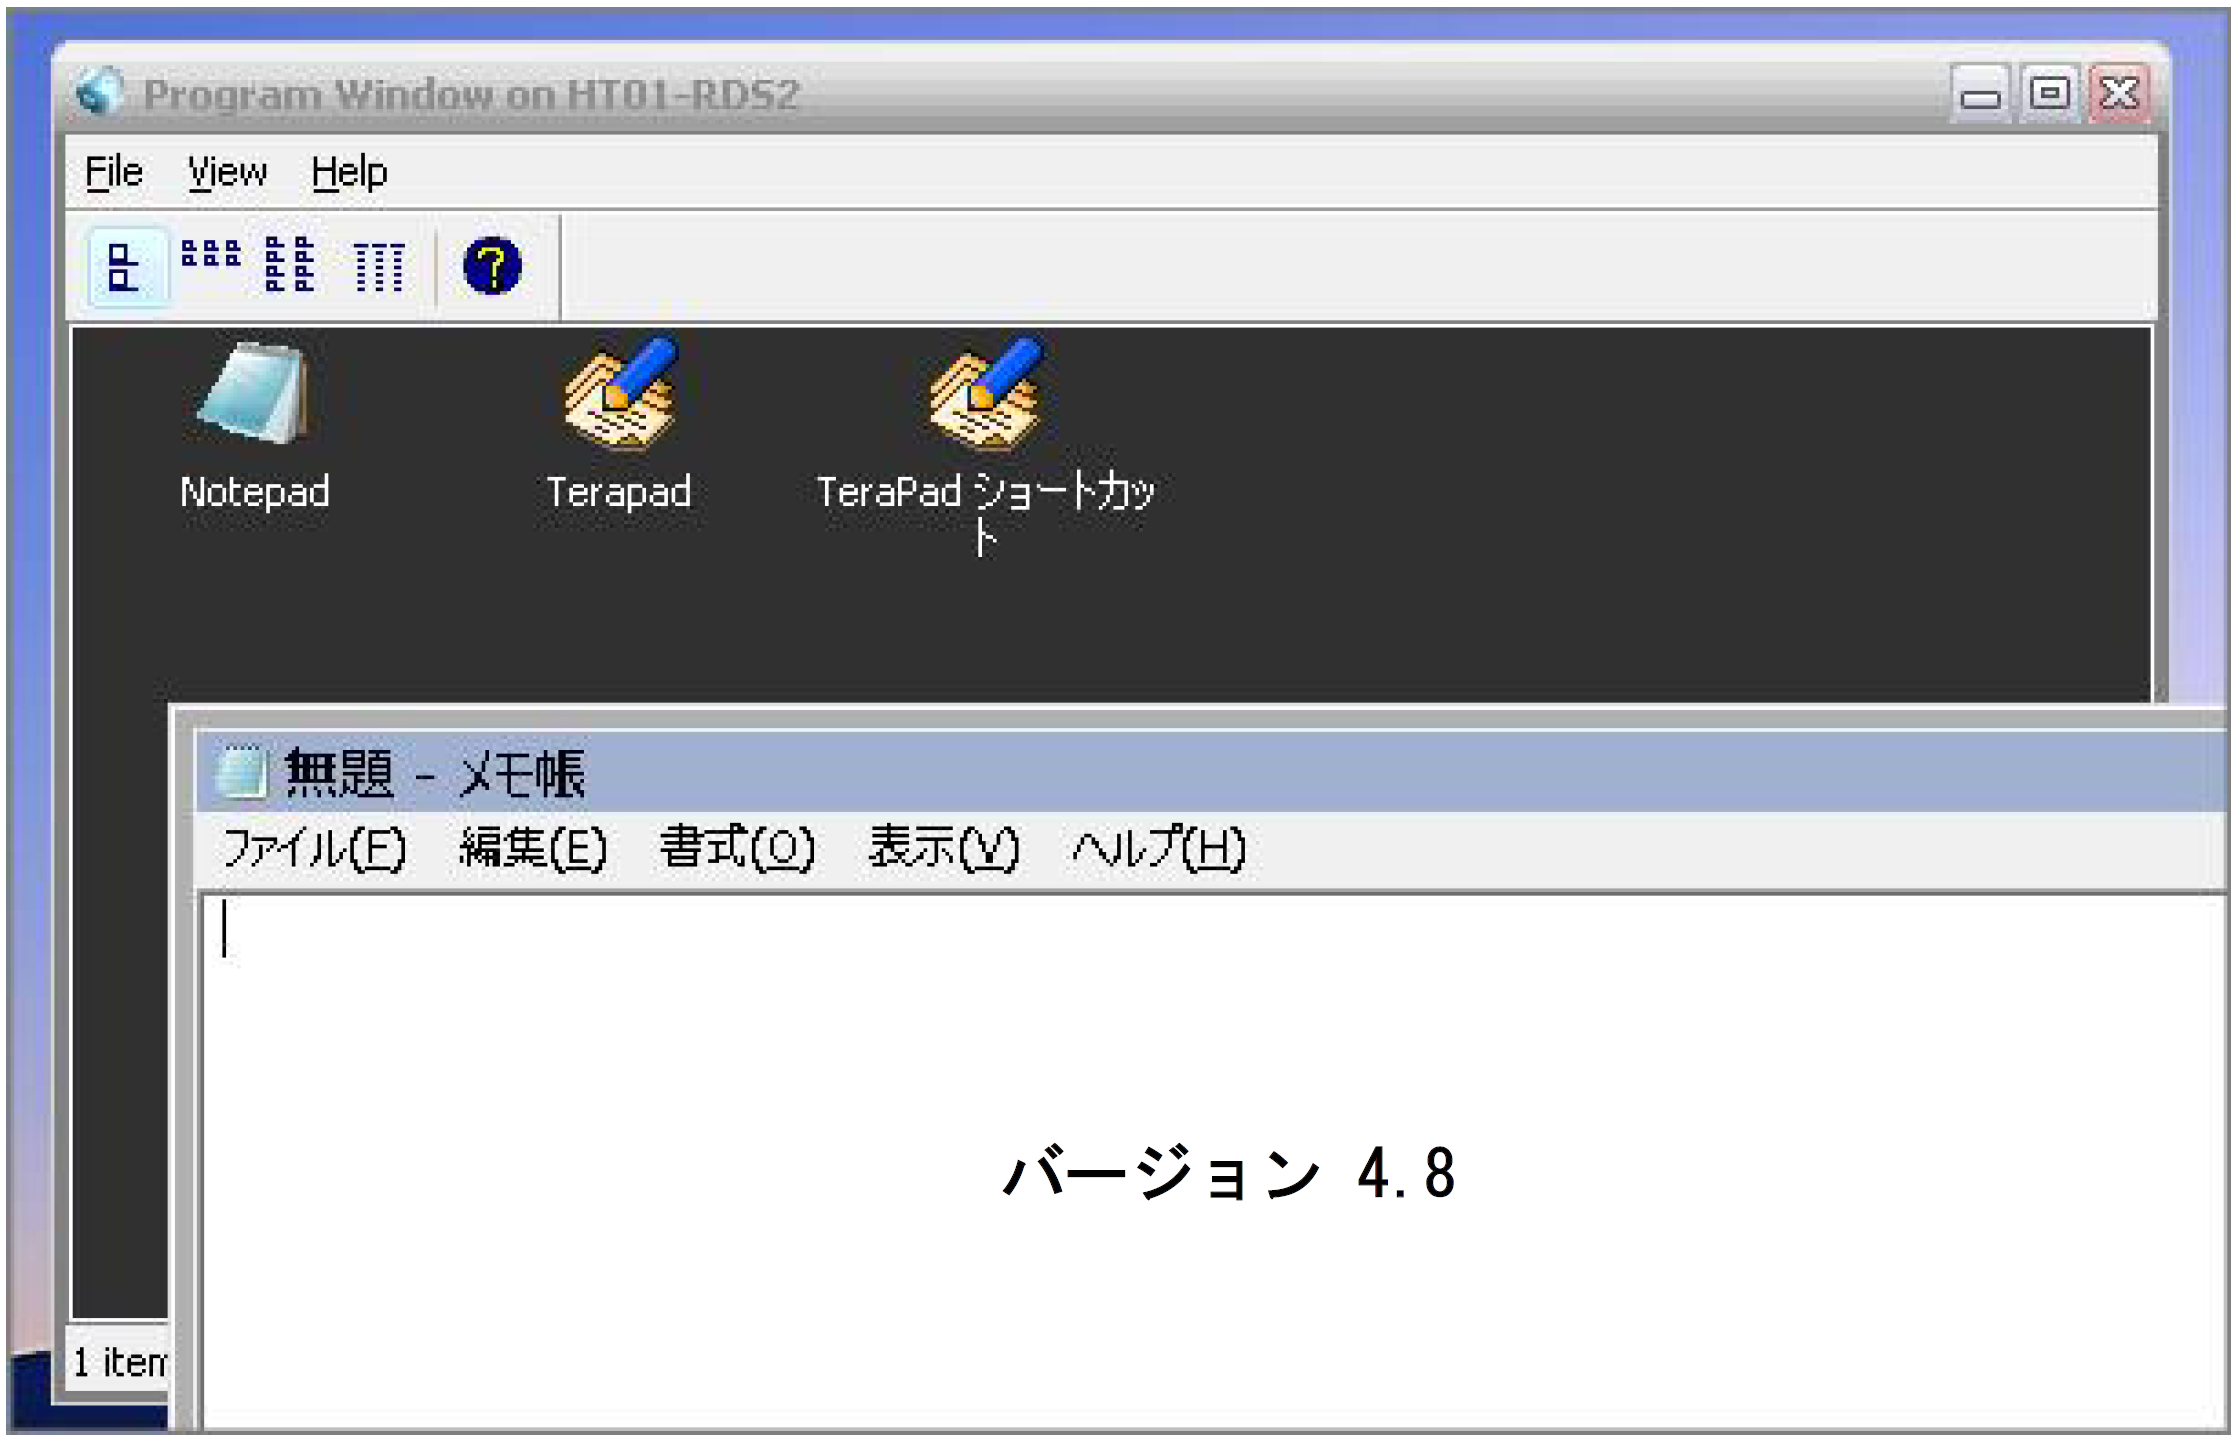 Program Window on HT01-RDS2
File View Help
Notepad
Terapad
TeraPad ショートカッ
ト
無題 - メモ帳
ファイル(F) 編集(E) 書式(O) 表示(V) ヘルプ(H)
バージョン 4.8
1 item